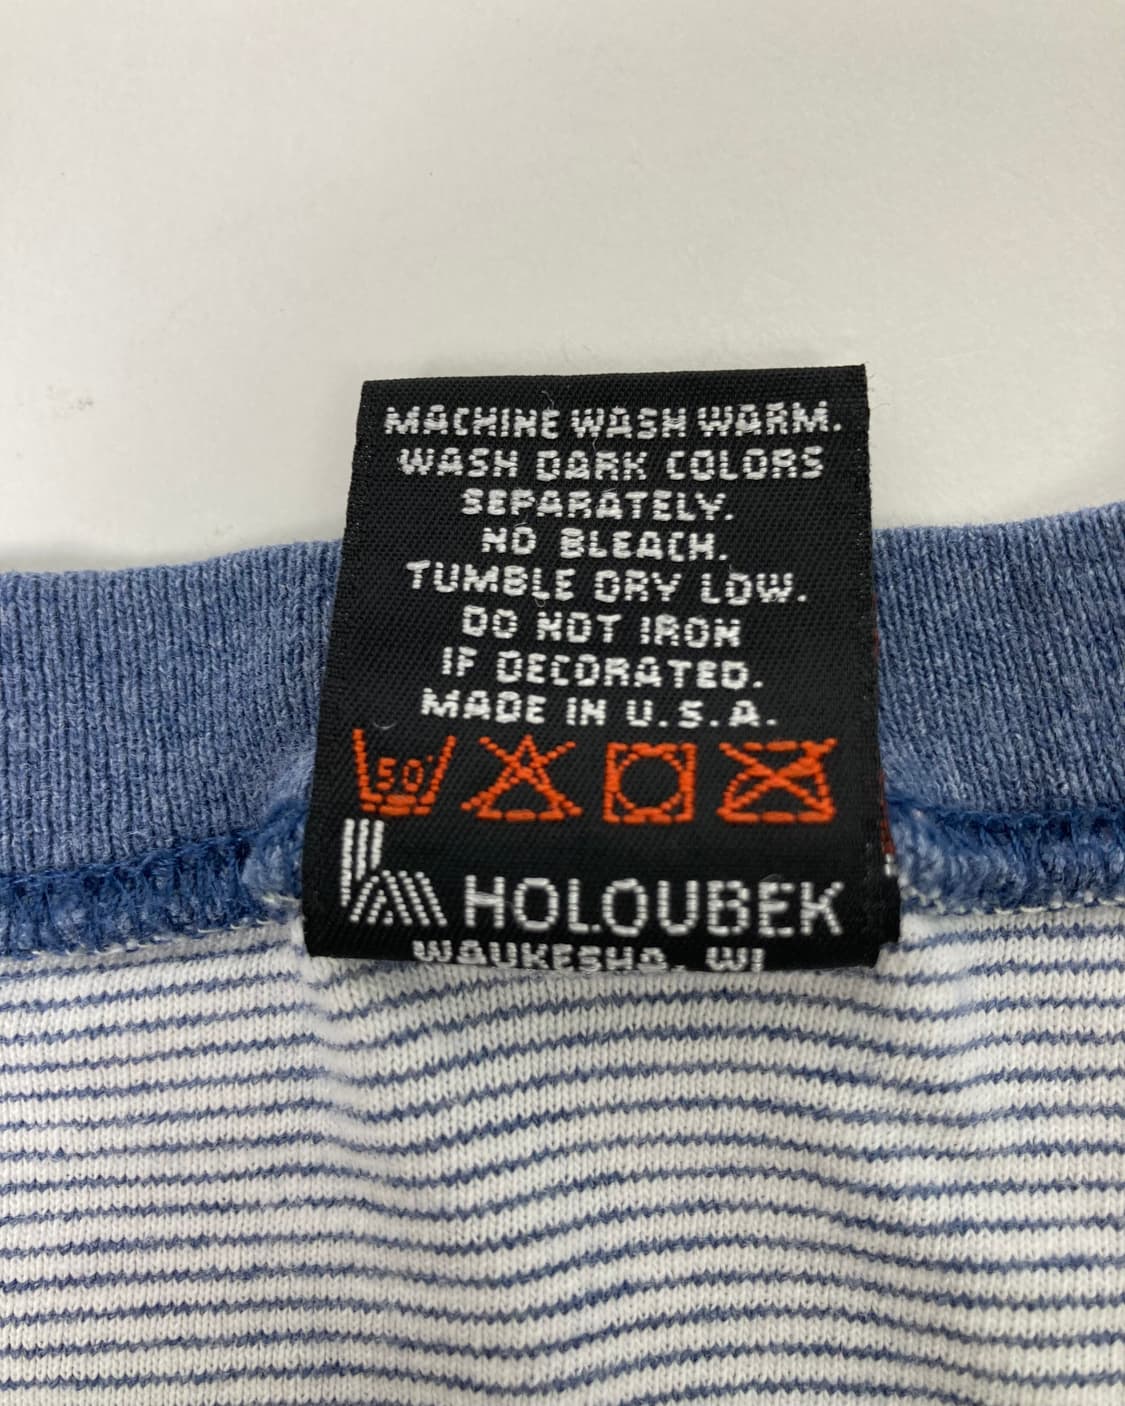 MACHINE WASH WARM.
WASH DARK COLORS
SEPARATELY.
NO BLEACH.
TUMBLE DRY LOW.
DO NOT IRON
IF DECORATED.
MADE IN U.S.A.
50°
HOLOUBEK
WAUKESHA, WI